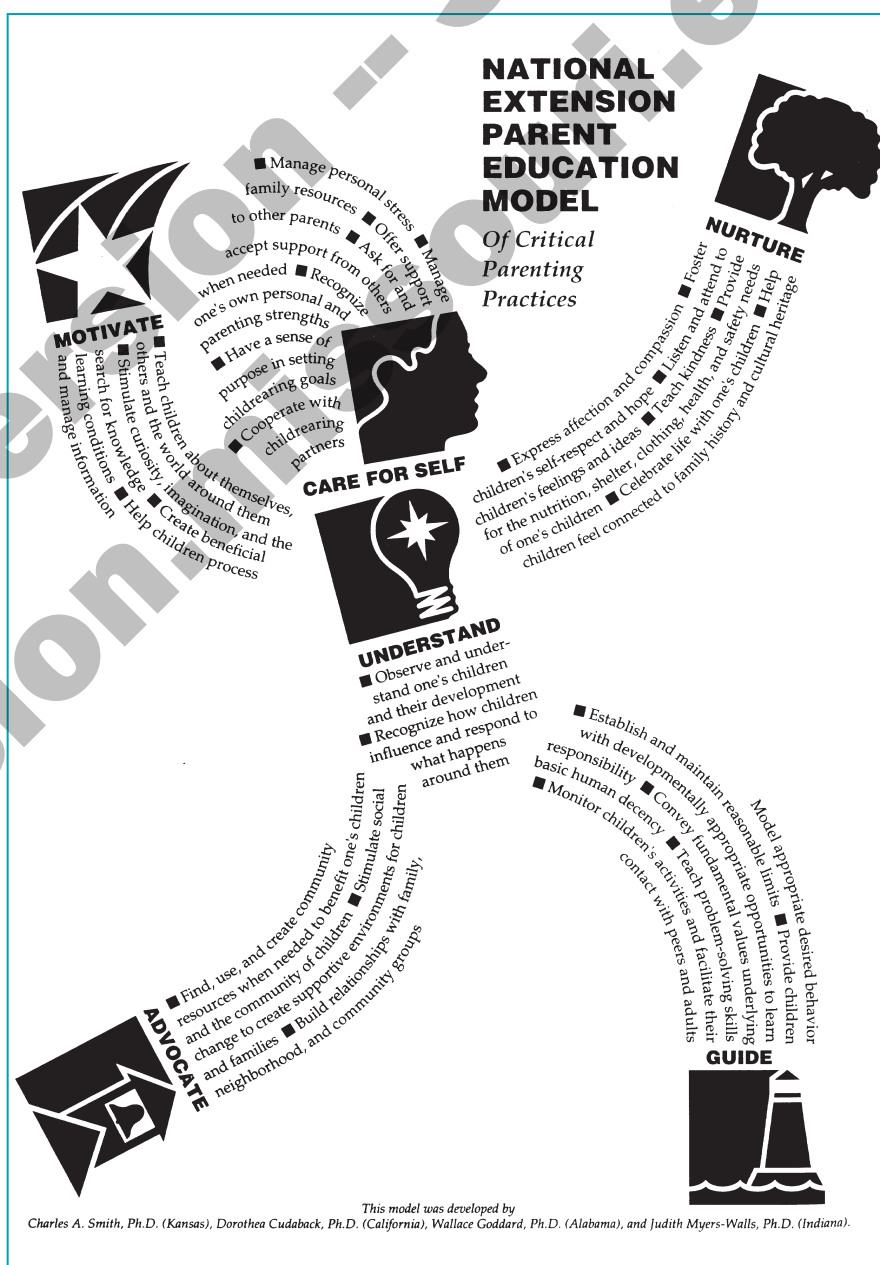 NATIONAL
EXTENSION
PARENT
EDUCATION
MODEL
Of Critical
Parenting
Practices
■ Manage personal stress ■ Manage
family resources ■ Offer support
to other parents ■ Ask for and
accept support from others
when needed ■ Recognize
one's own personal and
parenting strengths
■ Have a sense of
purpose in setting
childrearing goals
■ Cooperate with
childrearing
partners
CARE FOR SELF
NURTURE
■ Express affection and compassion ■ Foster
children's self-respect and hope ■ Listen and attend to
children's feelings and ideas ■ Teach kindness ■ Provide
for the nutrition, shelter, clothing, health, and safety needs
of one's children ■ Celebrate life with one's children ■ Help
children feel connected to family history and cultural heritage
MOTIVATE
■ Teach children about themselves,
others and the world around them
■ Stimulate curiosity, imagination, and the
search for knowledge ■ Create beneficial
learning conditions ■ Help children process
and manage information
UNDERSTAND
■ Observe and under-
stand one's children
and their development
■ Recognize how children
influence and respond to
what happens
around them
GUIDE
Model appropriate desired behavior
■ Establish and maintain reasonable limits ■ Provide children
with developmentally appropriate opportunities to learn
responsibility ■ Convey fundamental values underlying
basic human decency ■ Teach problem-solving skills
■ Monitor children's activities and facilitate their
contact with peers and adults
ADVOCATE
■ Find, use, and create community
resources when needed to benefit one's children
and the community of children ■ Stimulate social
change to create supportive environments for children
and families ■ Build relationships with family,
neighborhood, and community groups
This model was developed by
Charles A. Smith, Ph.D. (Kansas), Dorothea Cudaback, Ph.D. (California), Wallace Goddard, Ph.D. (Alabama), and Judith Myers-Walls, Ph.D. (Indiana).